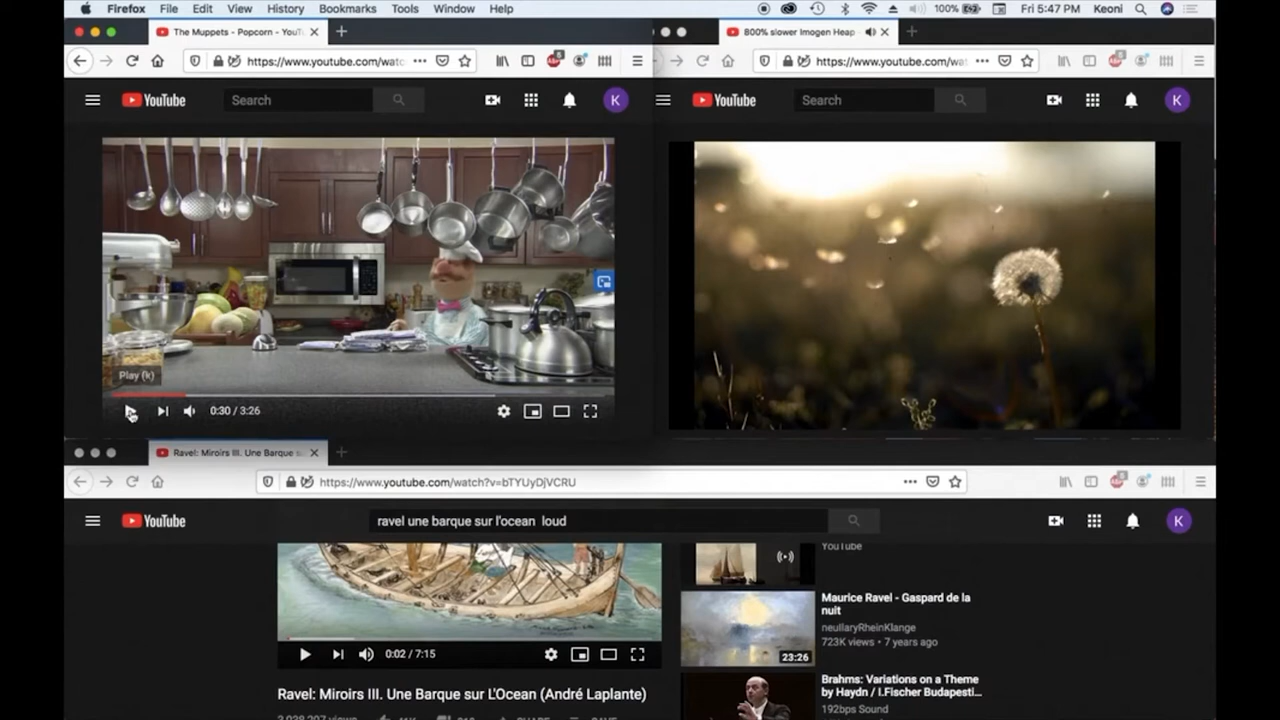 Firefox File Edit View History Bookmarks Tools Window Help 100% Fri 5:47 PM Keoni
The Muppets - Popcorn - YouT
https://www.youtube.com/watc
YouTube Search K
Play (k)
0:30 / 3:26
800% slower Imogen Heap
https://www.youtube.com/wat
YouTube Search K
Ravel: Miroirs III. Une Barque s
https://www.youtube.com/watch?v=bTYUyDjVCRU
YouTube ravel une barque sur l'ocean loud K
0:02 / 7:15
Ravel: Miroirs III. Une Barque sur L'Ocean (André Laplante)
YouTube
Maurice Ravel - Gaspard de la
nuit
neuIlaryRheinKlange
723K views • 7 years ago
23:26
Brahms: Variations on a Theme
by Haydn / I.Fischer Budapesti...
192bps Sound